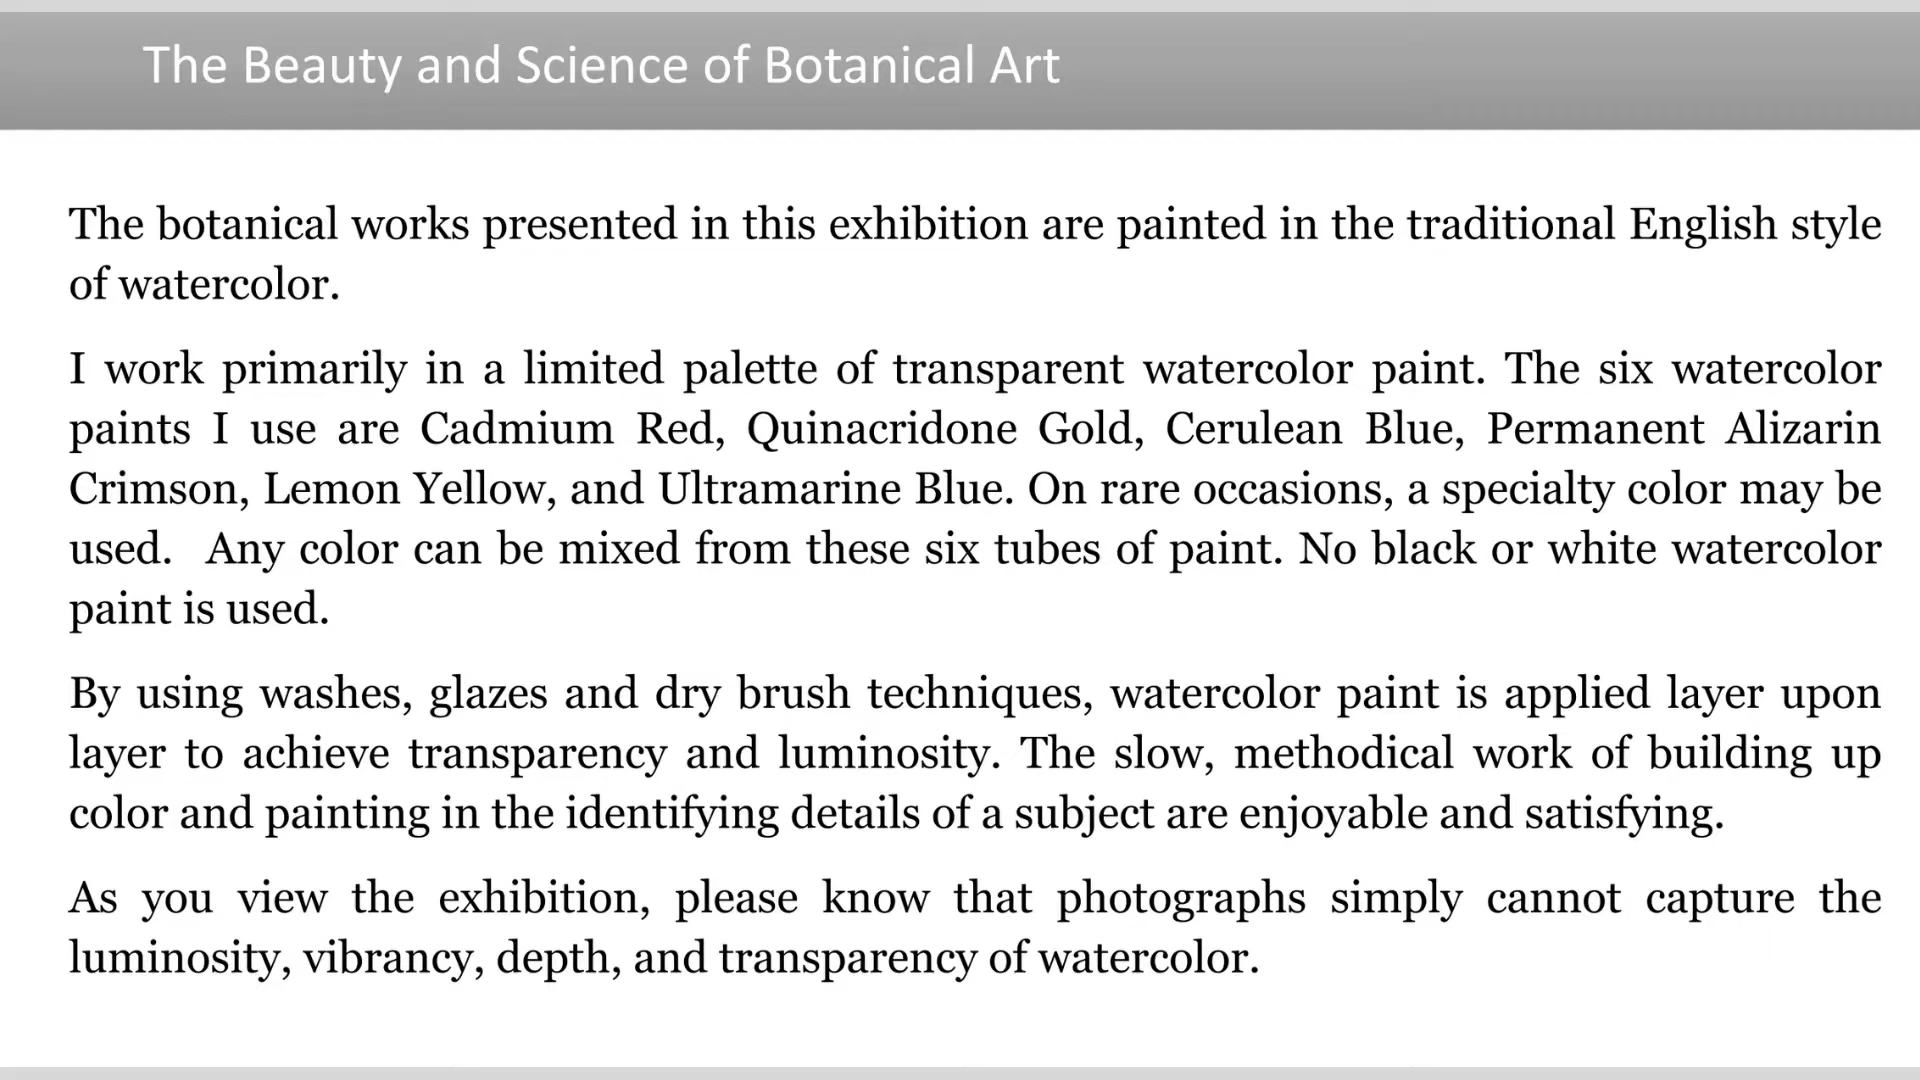 The Beauty and Science of Botanical Art
The botanical works presented in this exhibition are painted in the traditional English style
of watercolor.
I work primarily in a limited palette of transparent watercolor paint. The six watercolor
paints I use are Cadmium Red, Quinacridone Gold, Cerulean Blue, Permanent Alizarin
Crimson, Lemon Yellow, and Ultramarine Blue. On rare occasions, a specialty color may be
used.  Any color can be mixed from these six tubes of paint. No black or white watercolor
paint is used.
By using washes, glazes and dry brush techniques, watercolor paint is applied layer upon
layer to achieve transparency and luminosity. The slow, methodical work of building up
color and painting in the identifying details of a subject are enjoyable and satisfying.
As you view the exhibition, please know that photographs simply cannot capture the
luminosity, vibrancy, depth, and transparency of watercolor.